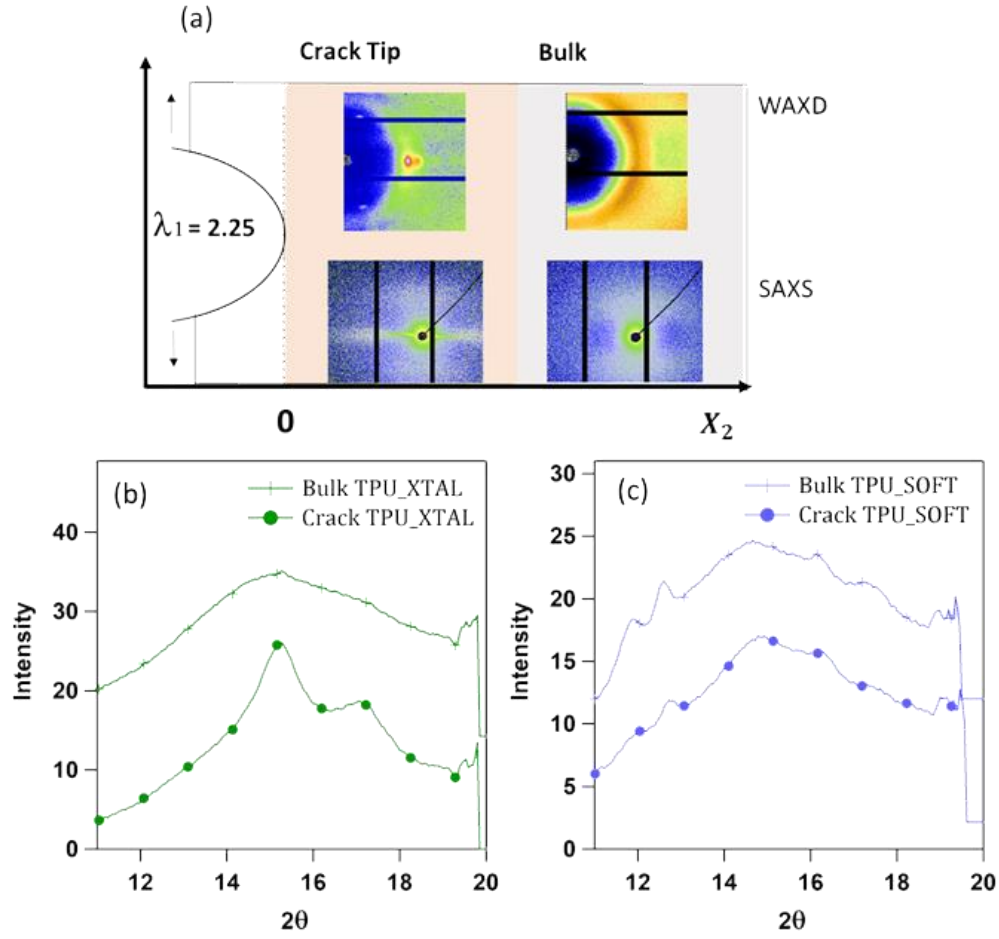 (a)
Crack Tip
Bulk
WAXD
λ1 = 2.25
SAXS
0
X2
(b)
Bulk TPU_XTAL
Crack TPU_XTAL
40
30
20
10
0
Intensity
12
14
16
18
20
2θ
(c)
Bulk TPU_SOFT
Crack TPU_SOFT
30
25
20
15
10
5
0
Intensity
12
14
16
18
20
2θ